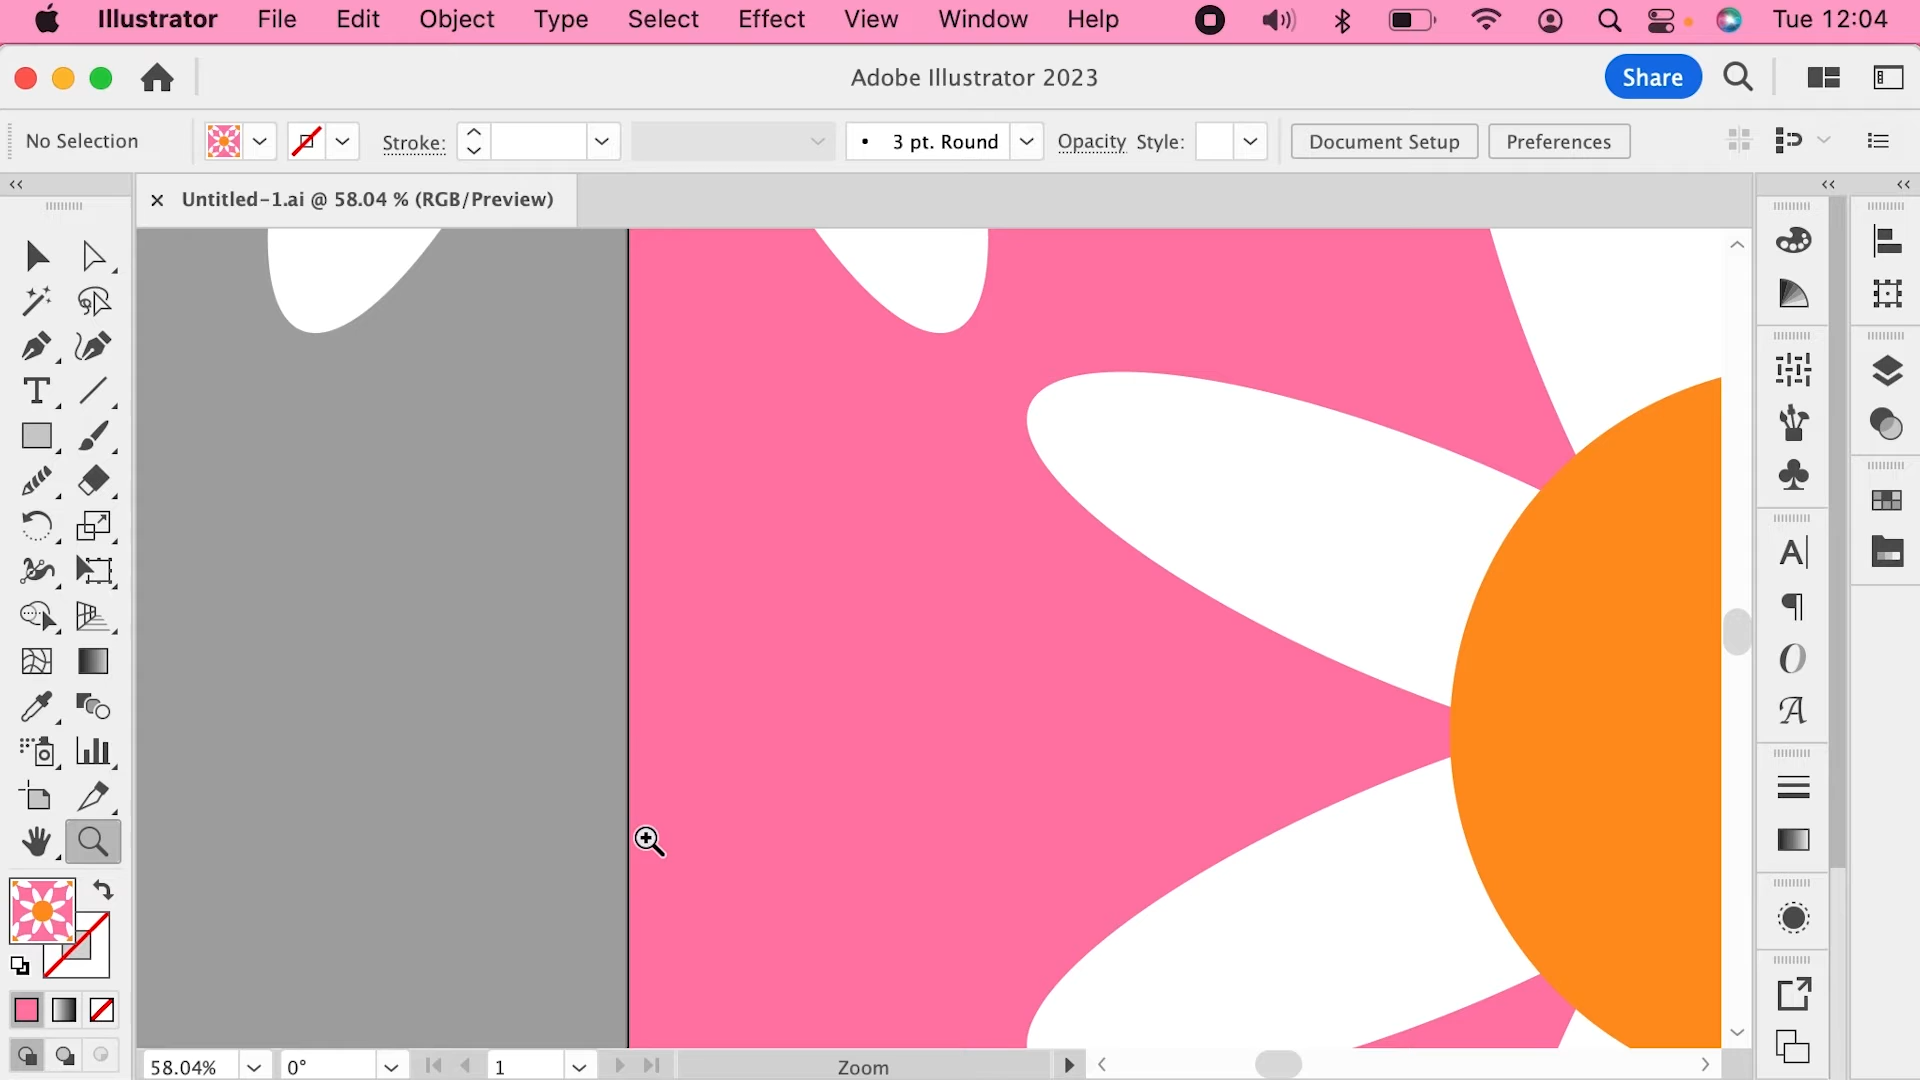 Illustrator File Edit Object Type Select Effect View Window Help Tue 12:04
Adobe Illustrator 2023 Share
No Selection Stroke: 3 pt. Round Opacity Style: Document Setup Preferences
Untitled-1.ai @ 58.04 % (RGB/Preview)
58.04% 0° 1 Zoom